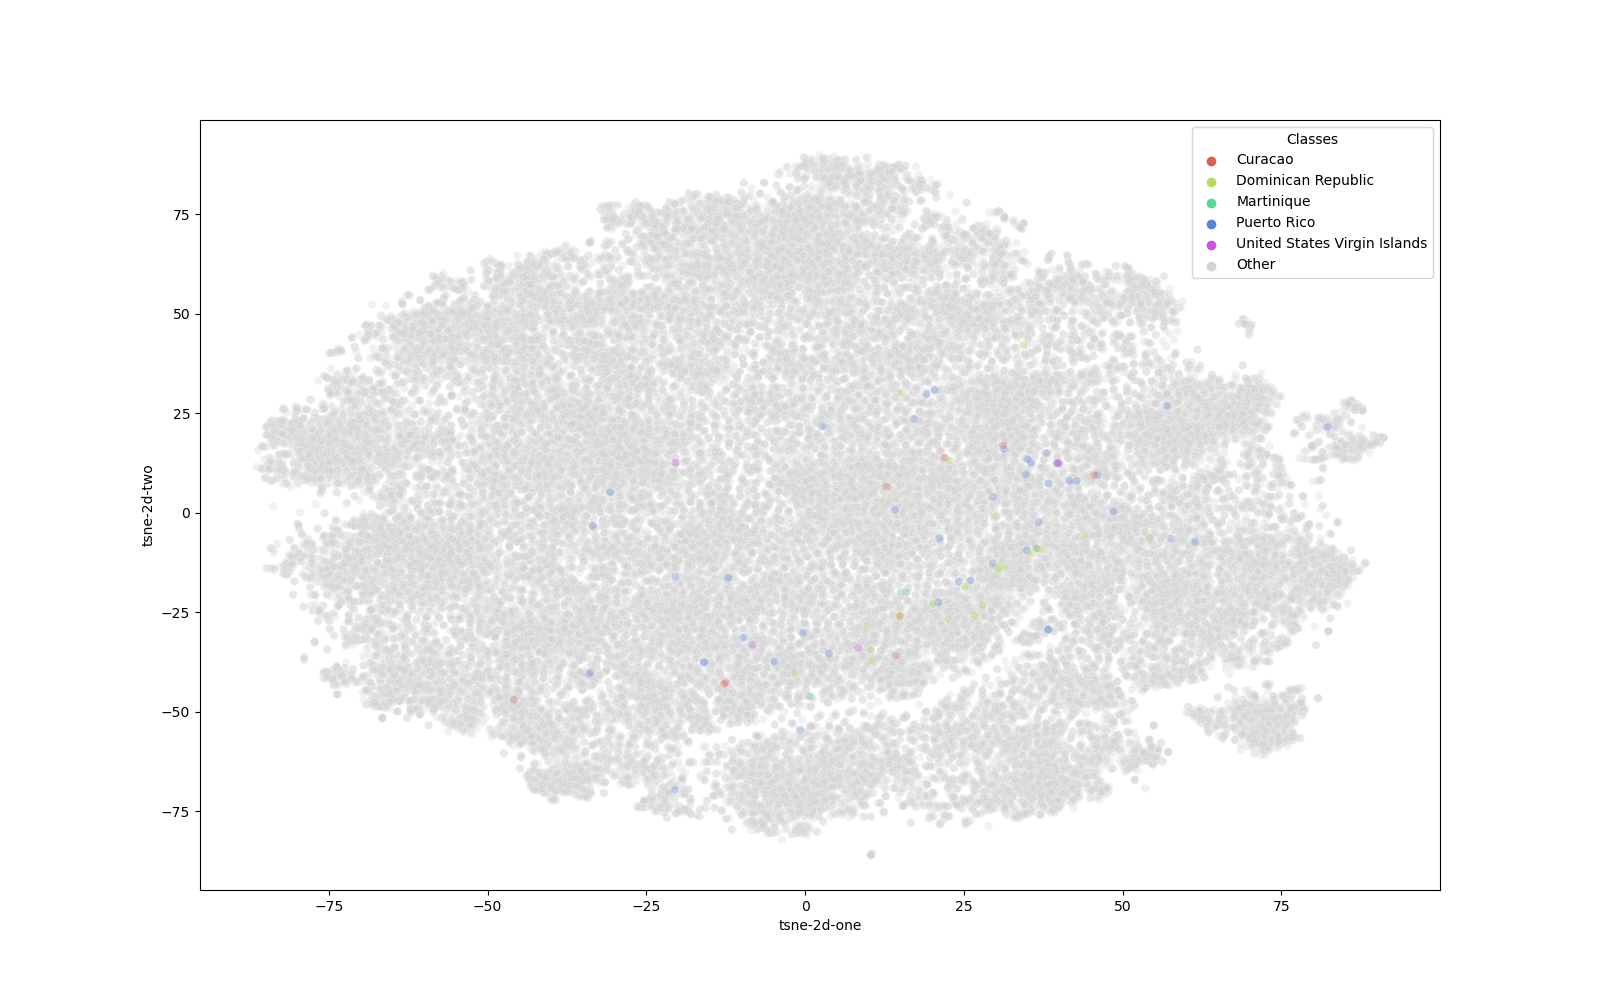 Classes
Curacao
Dominican Republic
Martinique
Puerto Rico
United States Virgin Islands
Other
75
50
25
0
−25
−50
−75
tsne-2d-two
−75
−50
−25
0
25
50
75
tsne-2d-one